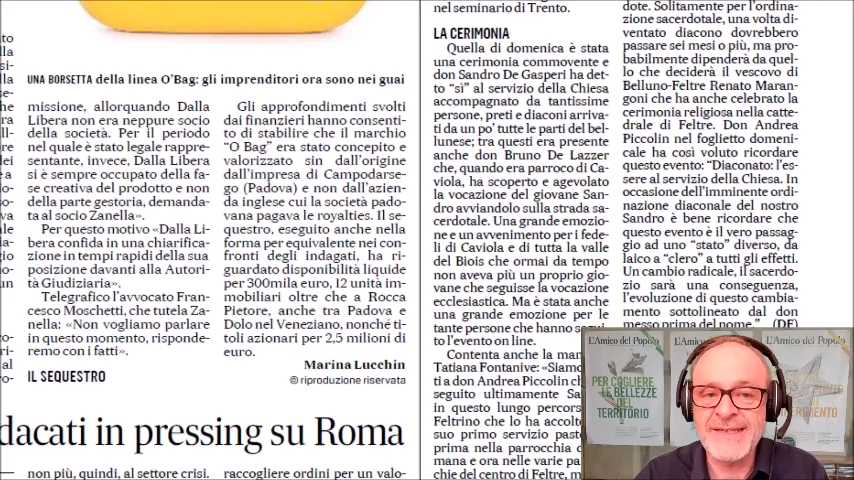 UNA BORSETTA della linea O'Bag: gli imprenditori ora sono nei guai
missione, allorquando Dalla
Libera non era neppure socio
della società. Per il periodo
nel quale è stato legale rappre-
sentante, invece, Dalla Libera
si è sempre occupato della fa-
se creativa del prodotto e non
della parte gestoria, demanda-
ta al socio Zanella».
Per questo motivo «Dalla Li-
bera confida in una chiarifica-
zione in tempi rapidi della sua
posizione davanti alla Autori-
tà Giudiziaria».
Telegrafico l'avvocato Fran-
cesco Moschetti, che tutela Za-
nella: «Non vogliamo parlare
in questo momento, risponde-
remo con i fatti».
IL SEQUESTRO
Gli approfondimenti svolti
dai finanzieri hanno consenti-
to di stabilire che il marchio
"O Bag" era stato concepito e
valorizzato sin dall'origine
dall'impresa di Campodarse-
go (Padova) e non dall'azien-
da inglese cui la società pado-
vana pagava le royalties. Il se-
questro, eseguito anche nella
forma per equivalente nei con-
fronti degli indagati, ha ri-
guardato disponibilità liquide
per 300mila euro, 12 unità im-
mobiliari oltre che a Rocca
Pietore, anche tra Padova e
Dolo nel Veneziano, nonché ti-
toli azionari per 2,5 milioni di
euro.
Marina Lucchin
© riproduzione riservata
dacati in pressing su Roma
non più, quindi, al settore crisi.
raccogliere ordini per un valo-
nel seminario di Trento.
LA CERIMONIA
Quella di domenica è stata
una cerimonia commovente e
don Sandro De Gasperi ha det-
to "sì" al servizio della Chiesa
accompagnato da tantissime
persone, preti e diaconi arriva-
ti da un po' tutte le parti del bel-
lunese; tra questi era presente
anche don Bruno De Lazzer
che, quando era parroco di Ca-
viola, ha scoperto e agevolato
la vocazione del giovane San-
dro avviandolo sulla strada sa-
cerdotale. Una grande emozio-
ne e un avvenimento per i fede-
li di Caviola e di tutta la valle
del Biois che ormai da tempo
non aveva più un proprio gio-
vane che seguisse la vocazione
ecclesiastica. Ma è stata anche
una grande emozione per le
tante persone che hanno segui-
to l'evento on line.
Contenta anche la mam
Tatiana Fontanive: «Siamo
ti a don Andrea Piccolin ch
seguito ultimamente Sa
in questo lungo percors
Feltrino che lo ha accolto
suo primo servizio past
prima nella parrocchia d
mana e ora nelle varie pa
chie del centro di Feltre, m
dote. Solitamente per l'ordina-
zione sacerdotale, una volta di-
ventato diacono dovrebbero
passare sei mesi o più, ma pro-
babilmente dipenderà da quel-
lo che deciderà il vescovo di
Belluno-Feltre Renato Maran-
goni che ha anche celebrato la
cerimonia religiosa nella catte-
drale di Feltre. Don Andrea
Piccolin nel foglietto domeni-
cale ha così voluto ricordare
questo evento: "Diaconato: l'es-
sere al servizio della Chiesa. In
occasione dell'imminente ordi-
nazione diaconale del nostro
Sandro è bene ricordare che
questo evento è il vero passag-
gio ad uno "stato" diverso, da
laico a "clero" a tutti gli effetti.
Un cambio radicale, il sacerdo-
zio sarà una conseguenza,
l'evoluzione di questo cambia-
mento sottolineato dal don
messo prima del nome." (DF)
L'Amico del Popolo
PER COGLIERE
LE BELLEZZE
DEL
TERRITORIO
L'Amico del Popolo